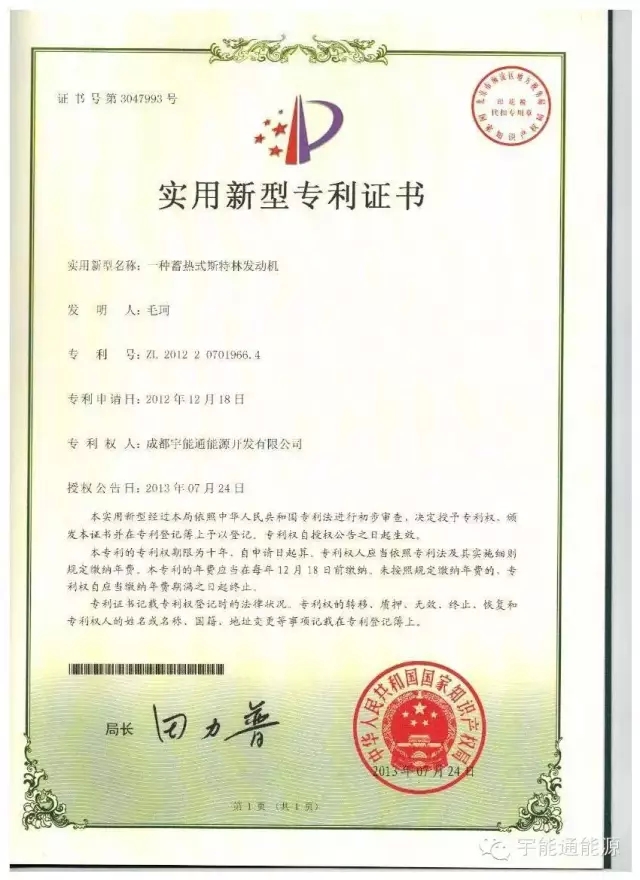 证书号第3047993号
实用新型专利证书
实用新型名称：一种蓄热式斯特林发动机
发明人：毛珂
专利号：ZL 2012 2 0701966.4
专利申请日：2012年12月18日
专利权人：成都宇能通能源开发有限公司
授权公告日：2013年07月24日
本实用新型经过本局依照中华人民共和国专利法进行初步审查，决定授予专利权，颁
发本证书并在专利登记簿上予以登记。专利权自授权公告之日起生效。
本专利的专利权期限为十年，自申请日起算。专利权人应当依照专利法及其实施细则
规定缴纳年费。本专利的年费应当在每年12月18日前缴纳。未按照规定缴纳年费的，专
利权自应当缴纳年费期满之日起终止。
专利证书记载专利权登记时的法律状况。专利权的转移、质押、无效、终止、恢复和
专利权人的姓名或名称、国籍、地址变更等事项记载在专利登记簿上。
局长
田力普
中华人民共和国国家知识产权局
2013年07月24日
第1页（共1页）
宇能通能源